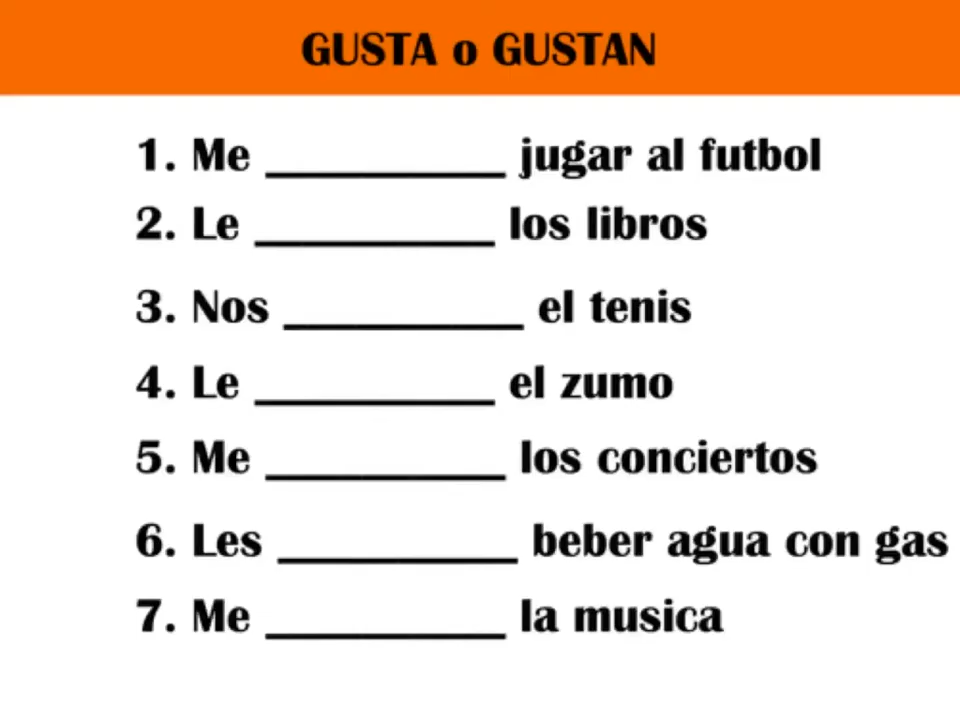 GUSTA o GUSTAN
1. Me __________ jugar al futbol
2. Le __________ los libros
3. Nos __________ el tenis
4. Le __________ el zumo
5. Me __________ los conciertos
6. Les __________ beber agua con gas
7. Me __________ la musica